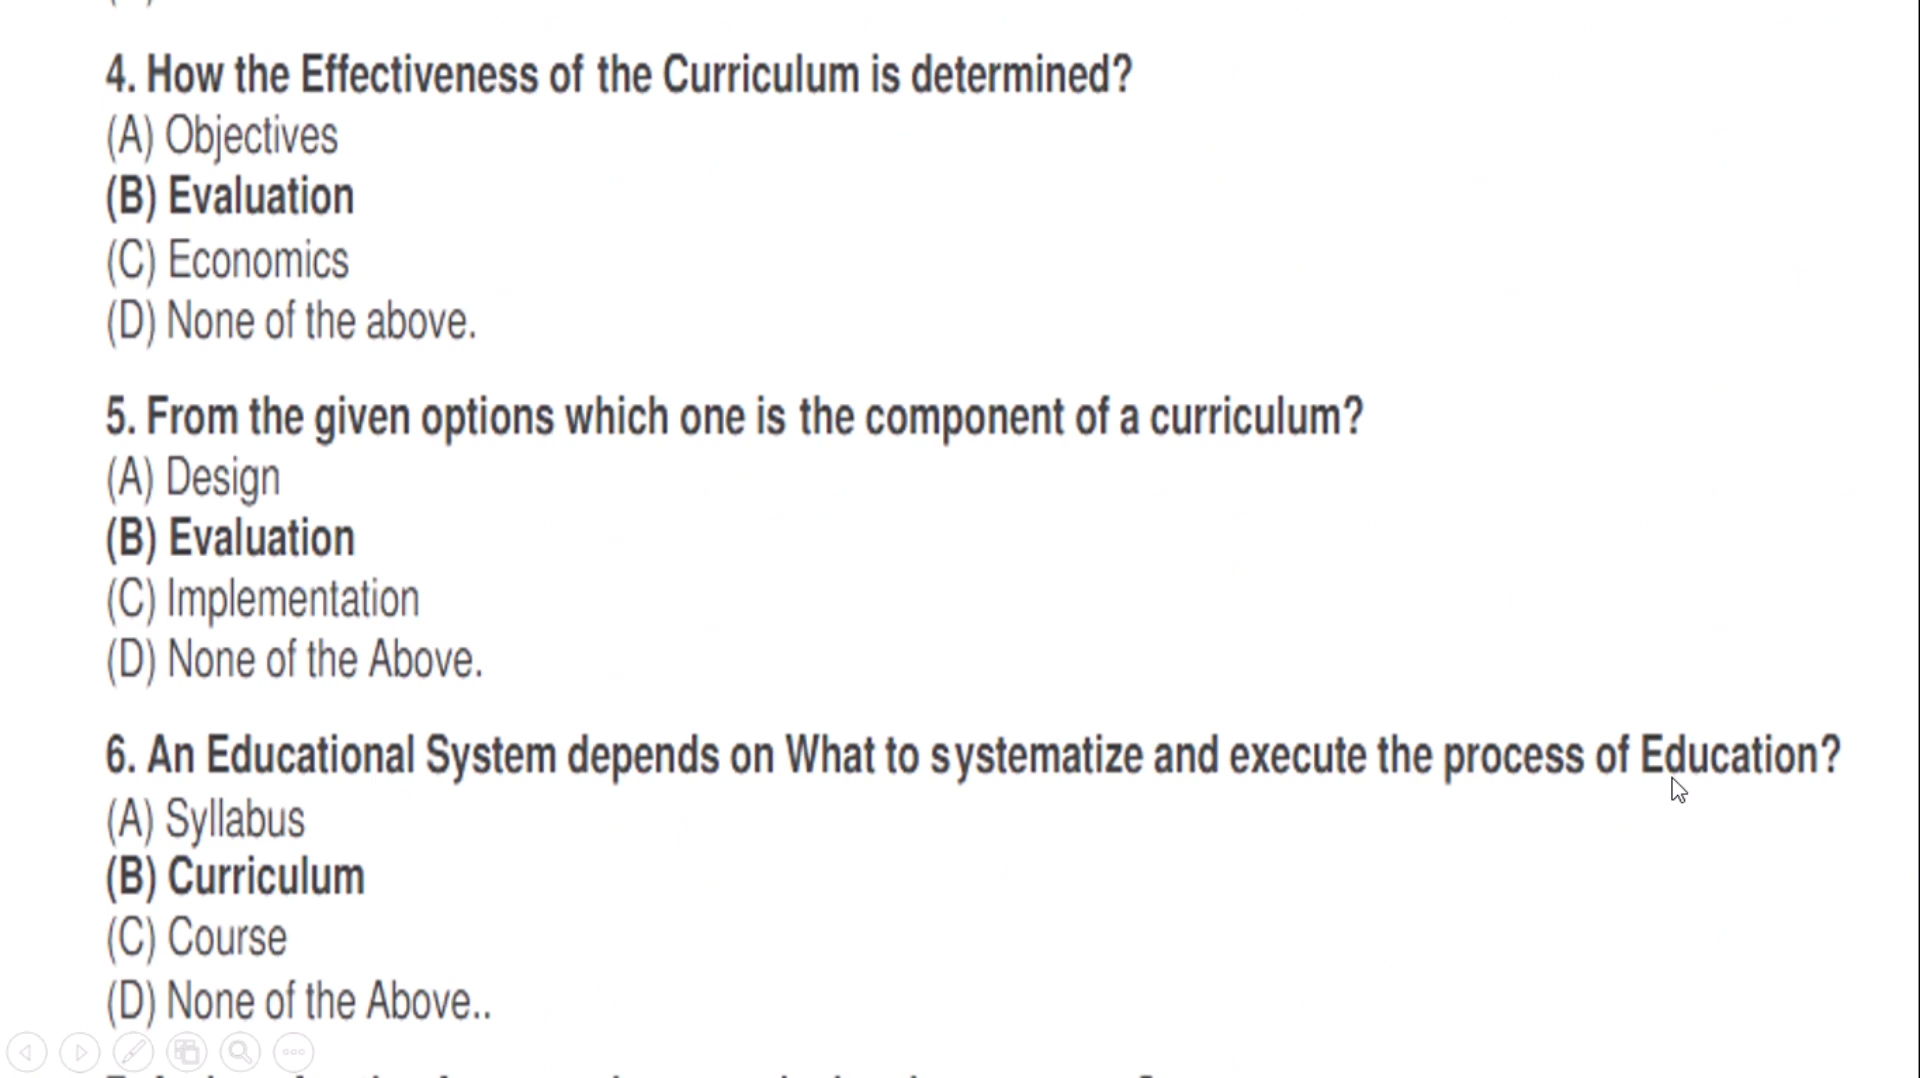 4. How the Effectiveness of the Curriculum is determined?
(A) Objectives
(B) Evaluation
(C) Economics
(D) None of the above.
5. From the given options which one is the component of a curriculum?
(A) Design
(B) Evaluation
(C) Implementation
(D) None of the Above.
6. An Educational System depends on What to systematize and execute the process of Education?
(A) Syllabus
(B) Curriculum
(C) Course
(D) None of the Above..